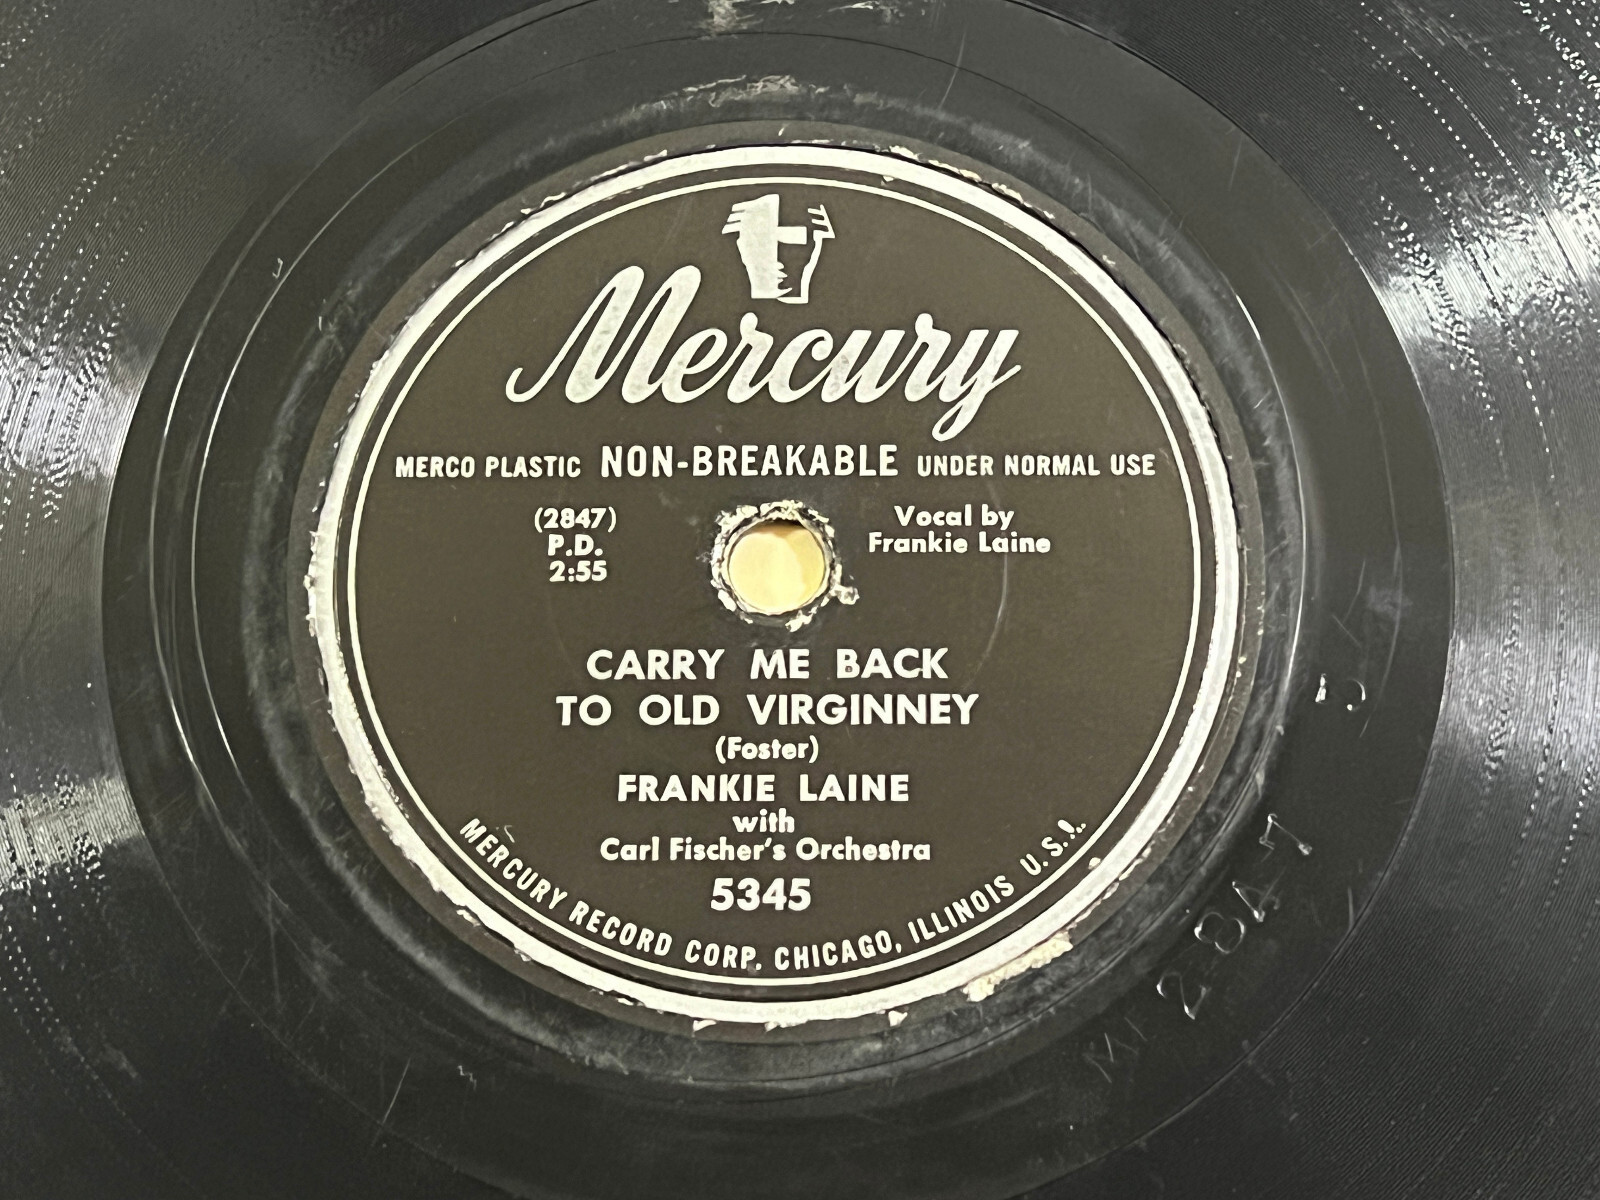 Mercury
MERCO PLASTIC NON-BREAKABLE UNDER NORMAL USE
(2847)
P.D.
2:55
Vocal by
Frankie Laine
CARRY ME BACK
TO OLD VIRGINNEY
(Foster)
FRANKIE LAINE
with
Carl Fischer's Orchestra
5345
MERCURY RECORD CORP. CHICAGO, ILLINOIS U.S.A.
2847